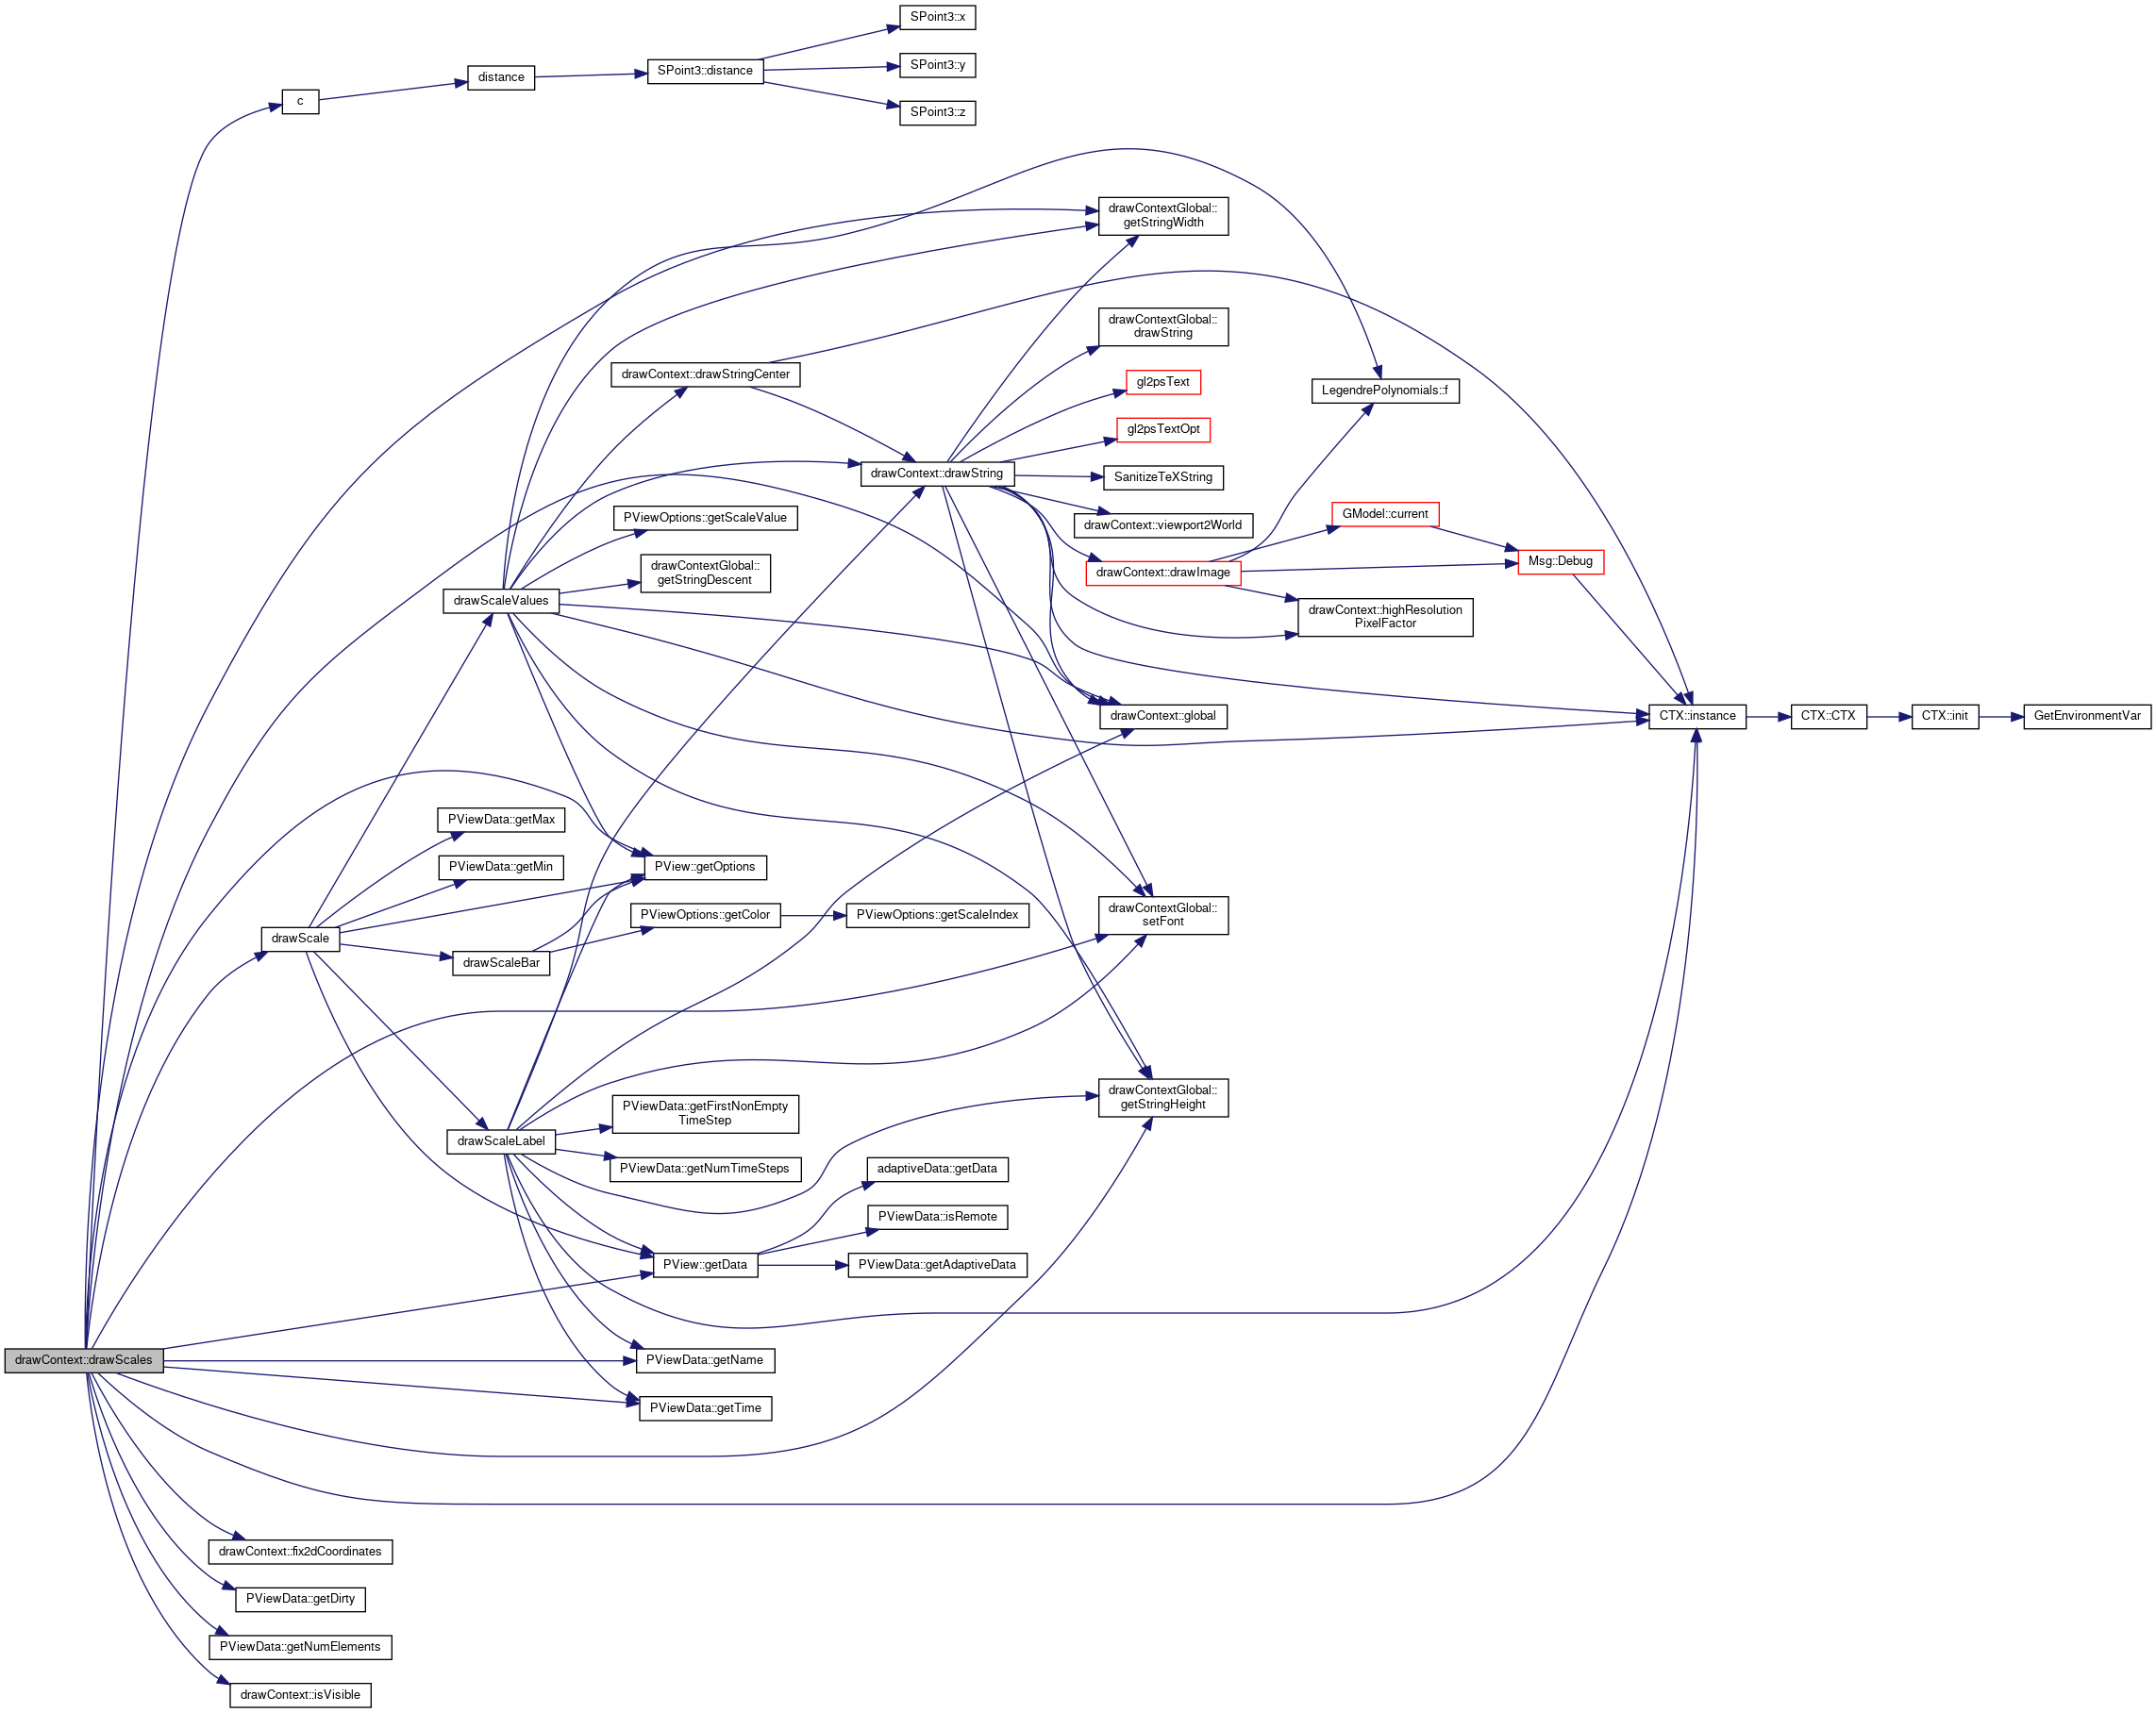 SPoint3::x
SPoint3::y
SPoint3::z
SPoint3::distance
distance
c
drawContextGlobal::
getStringWidth
drawContextGlobal::
drawString
drawContext::drawStringCenter
gl2psText
LegendrePolynomials::f
gl2psTextOpt
drawContext::drawString
SanitizeTeXString
PViewOptions::getScaleValue
drawContext::viewport2World
GModel::current
drawContextGlobal::
getStringDescent
drawContext::drawImage
Msg::Debug
drawScaleValues
drawContext::highResolution
PixelFactor
drawContext::global
CTX::instance
CTX::CTX
CTX::init
GetEnvironmentVar
PViewData::getMax
PViewData::getMin
PView::getOptions
PViewOptions::getColor
PViewOptions::getScaleIndex
drawContextGlobal::
setFont
drawScale
drawScaleBar
drawContextGlobal::
getStringHeight
PViewData::getFirstNonEmpty
TimeStep
drawScaleLabel
PViewData::getNumTimeSteps
adaptiveData::getData
PViewData::isRemote
PView::getData
PViewData::getAdaptiveData
drawContext::drawScales
PViewData::getName
PViewData::getTime
drawContext::fix2dCoordinates
PViewData::getDirty
PViewData::getNumElements
drawContext::isVisible